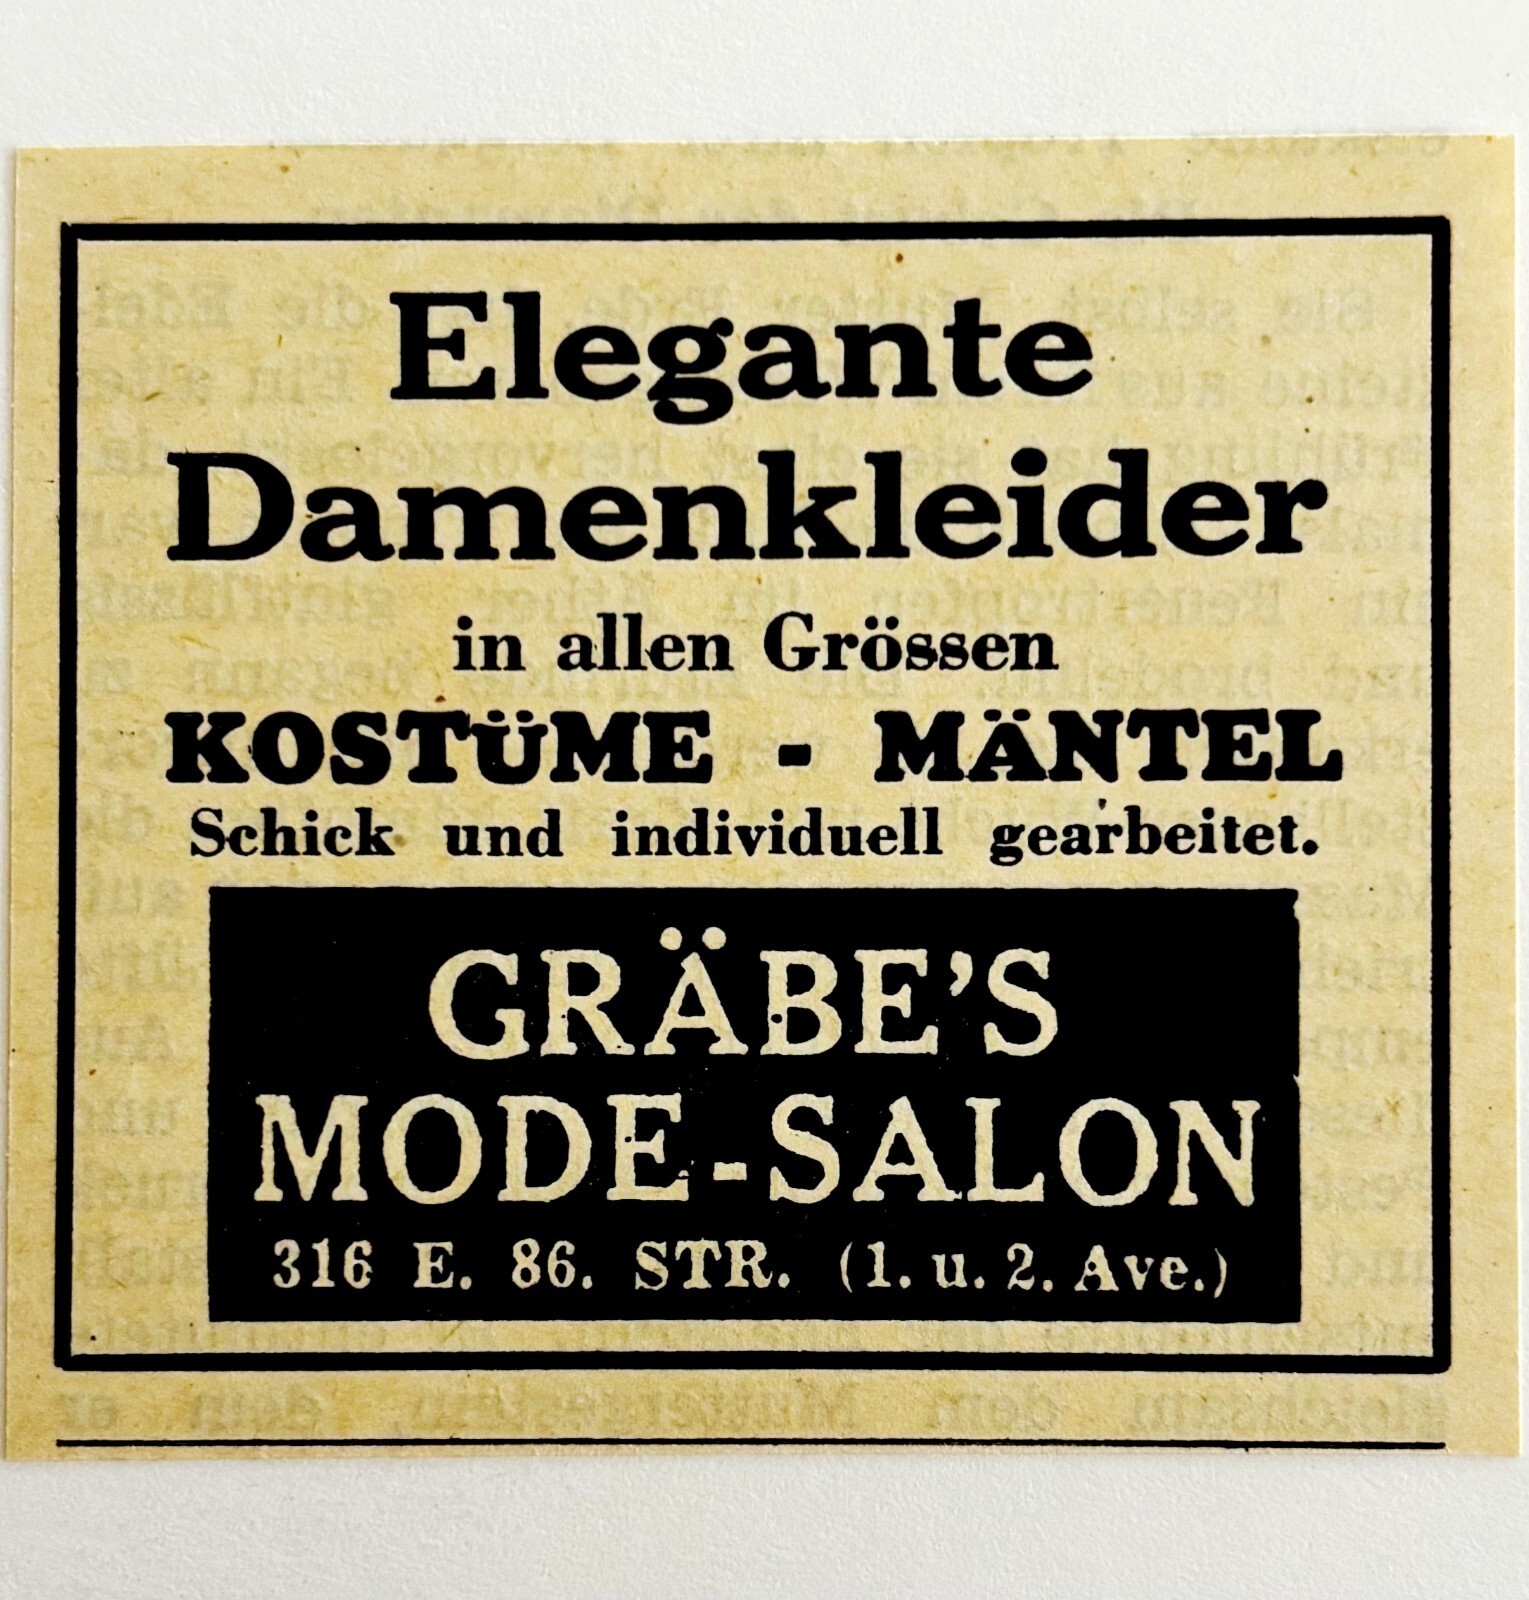 Elegante
Damenkleider
in allen Grössen
KOSTÜME - MÄNTEL
Schick und individuell gearbeitet.
GRÄBE'S
MODE-SALON
316 E. 86. STR. (1. u. 2. Ave.)